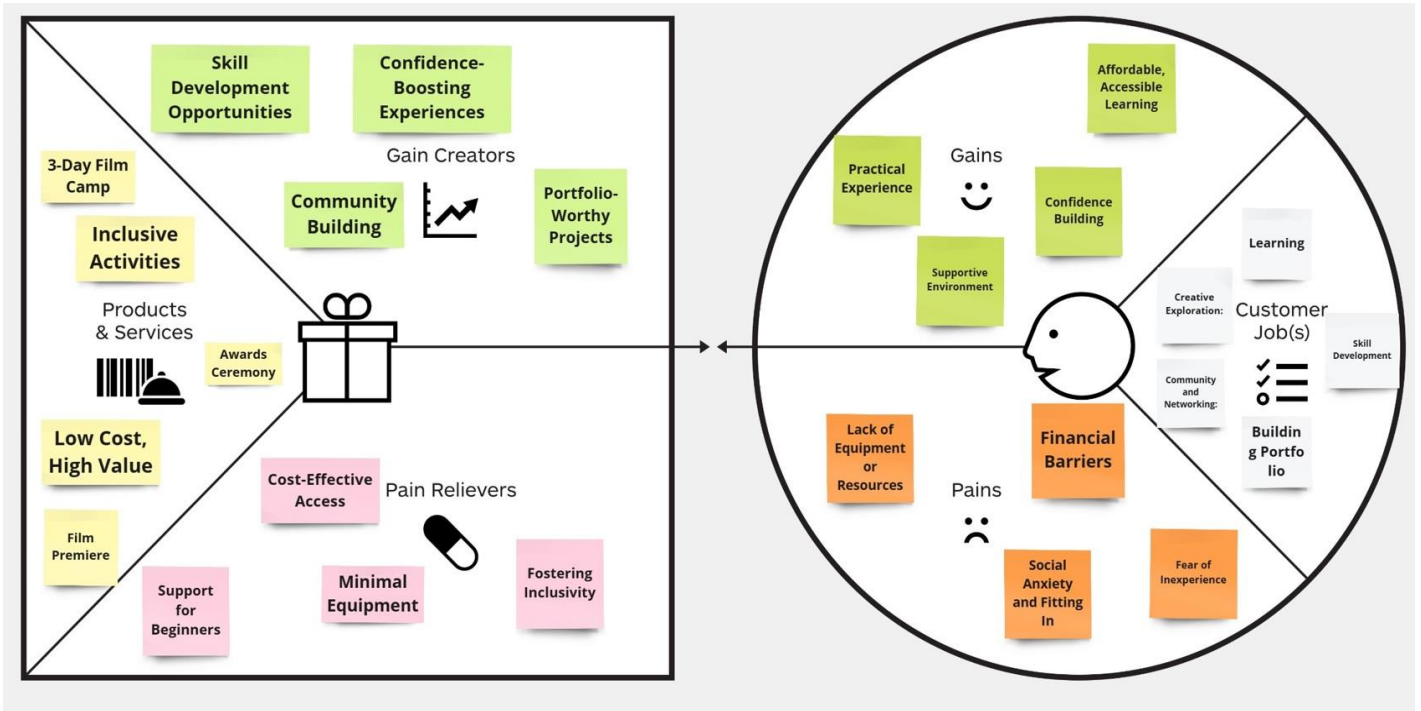 Skill
Development
Opportunities
Confidence-
Boosting
Experiences
Gain Creators
Community
Building
Portfolio-
Worthy
Projects
3-Day Film
Camp
Inclusive
Activities
Products
& Services
Awards
Ceremony
Low Cost,
High Value
Film
Premiere
Cost-Effective
Access
Pain Relievers
Support
for
Beginners
Minimal
Equipment
Fostering
Inclusivity
Affordable,
Accessible
Learning
Practical
Experience
Gains
Confidence
Building
Supportive
Environment
Learning
Creative
Exploration:
Customer
Job(s)
Skill
Development
Community
and
Networking:
Buildin
g Portfo
lio
Lack of
Equipment
or
Resources
Financial
Barriers
Pains
Social
Anxiety
and Fitting
In
Fear of
Inexperience